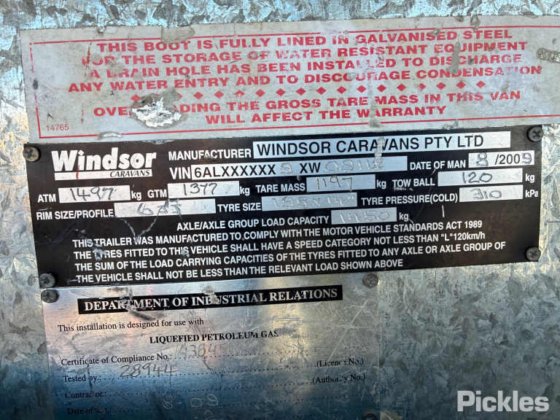 THIS BOOT IS FULLY LINED IN GALVANISED STEEL
FOR THE STORAGE OF WATER RESISTANT EQUIPMENT
A DRAIN HOLE HAS BEEN INSTALLED TO DISCHARGE
ANY WATER ENTRY AND TO DISCOURAGE CONDENSATION
THE GROSS TARE MASS IN THIS VAN
WILL AFFECT THE WARRANTY
14765
Windsor
CARAVANS
MANUFACTURER WINDSOR CARAVANS PTY LTD
VIN 6ALXXXXXX XW DATE OF MAN 8/2009
ATM 1497 kg GTM 1377 kg TARE MASS 1197 kg TOW BALL 120 kg
RIM SIZE/PROFILE TYRE SIZE TYRE PRESSURE(COLD) 310 kPa
AXLE/AXLE GROUP LOAD CAPACITY kg
THIS TRAILER WAS MANUFACTURED TO COMPLY WITH THE MOTOR VEHICLE STANDARDS ACT 1989
THE TYRES FITTED TO THIS VEHICLE SHALL HAVE A SPEED CATEGORY NOT LESS THAN "L"120km/h
THE SUM OF THE LOAD CARRYING CAPACITIES OF THE TYRES FITTED TO ANY AXLE OR AXLE GROUP OF
THE VEHICLE SHALL NOT BE LESS THAN THE RELEVANT LOAD SHOWN ABOVE
DEPARTMENT OF INDUSTRIAL RELATIONS
This installation is designed for use with
LIQUEFIED PETROLEUM GAS
Certificate of Compliance No.
(Licence No.)
Tested by 28944
(Authority No.)
Contractor
Date of
Pickles